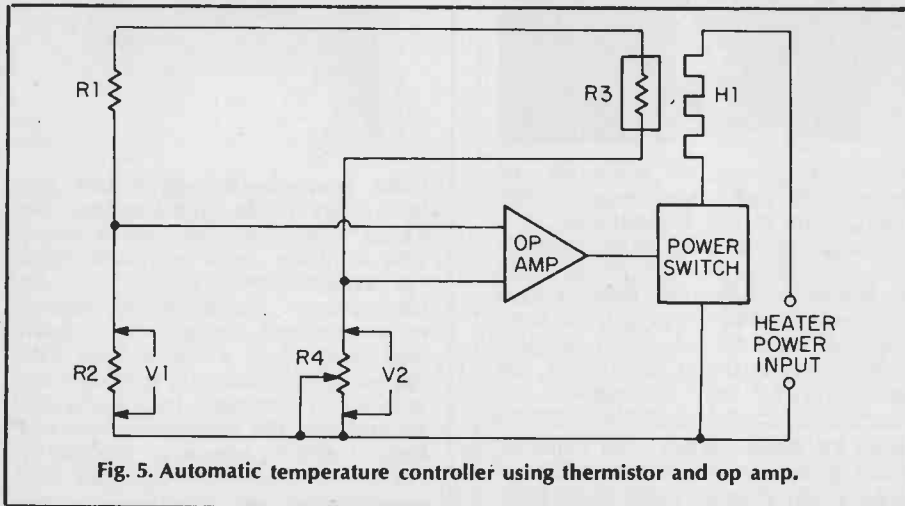 R1
R3
H1
OP
AMP
POWER
SWITCH
HEATER
POWER
INPUT
R2
V1
R4
V2
Fig. 5. Automatic temperature controller using thermistor and op amp.